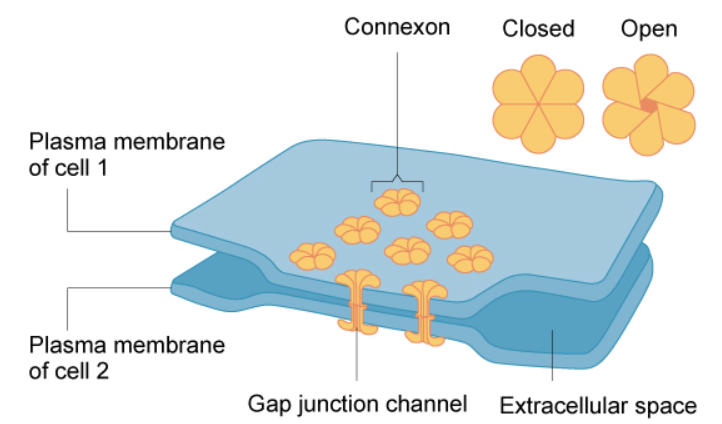 Connexon
Closed
Open
Plasma membrane
of cell 1
Plasma membrane
of cell 2
Gap junction channel
Extracellular space